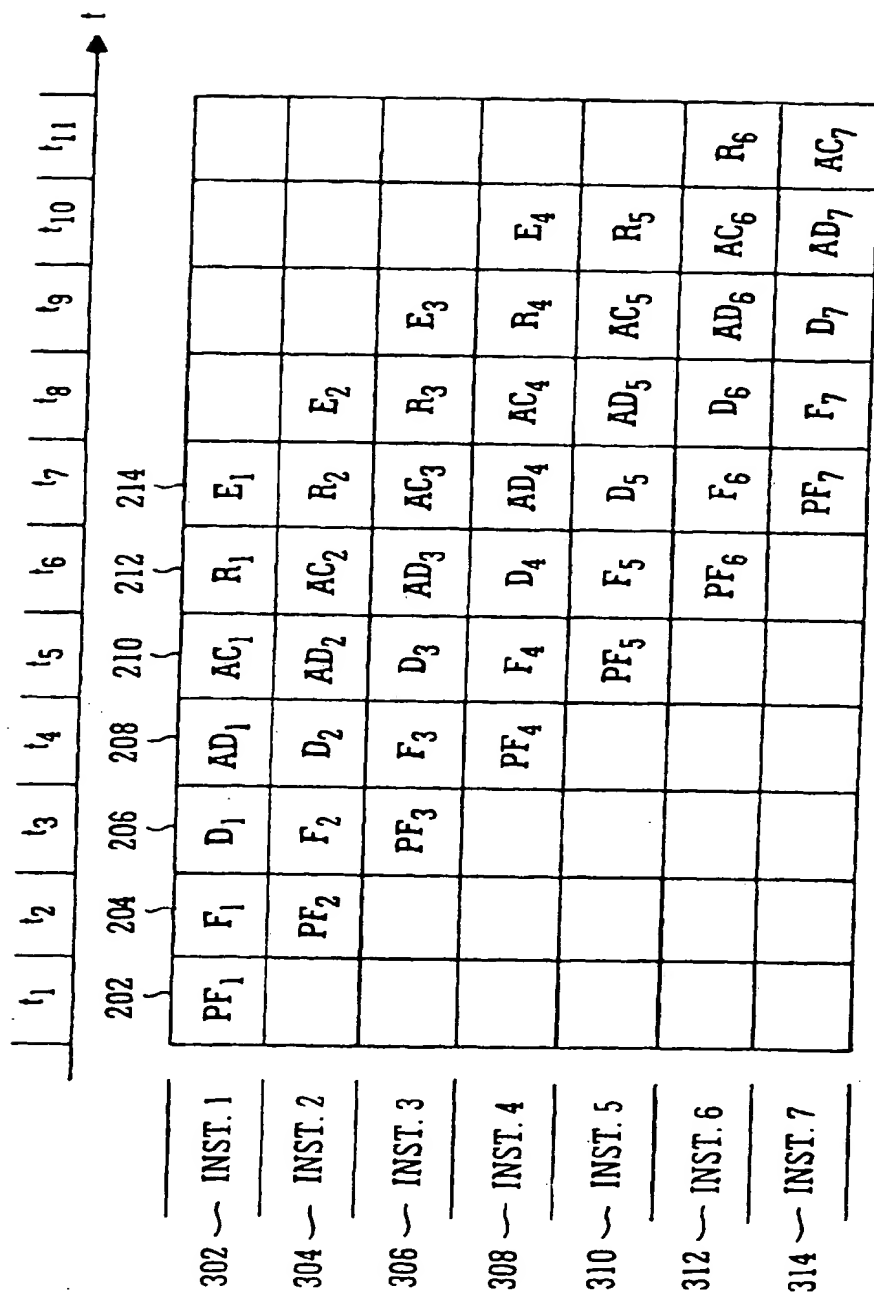 t₁ t₂ t₃ t₄ t₅ t₆ t₇ t₈ t₉ t₁₀ t₁₁ t
202 204 206 208 210 212 214
302 INST. 1 PF₁ F₁ D₁ AD₁ AC₁ R₁ E₁
304 INST. 2 PF₂ F₂ D₂ AD₂ AC₂ R₂ E₂
306 INST. 3 PF₃ F₃ D₃ AD₃ AC₃ R₃ E₃
308 INST. 4 PF₄ F₄ D₄ AD₄ AC₄ R₄ E₄
310 INST. 5 PF₅ F₅ D₅ AD₅ AC₅ R₅
312 INST. 6 PF₆ F₆ D₆ AD₆ AC₆ R₆
314 INST. 7 PF₇ F₇ D₇ AD₇ AC₇